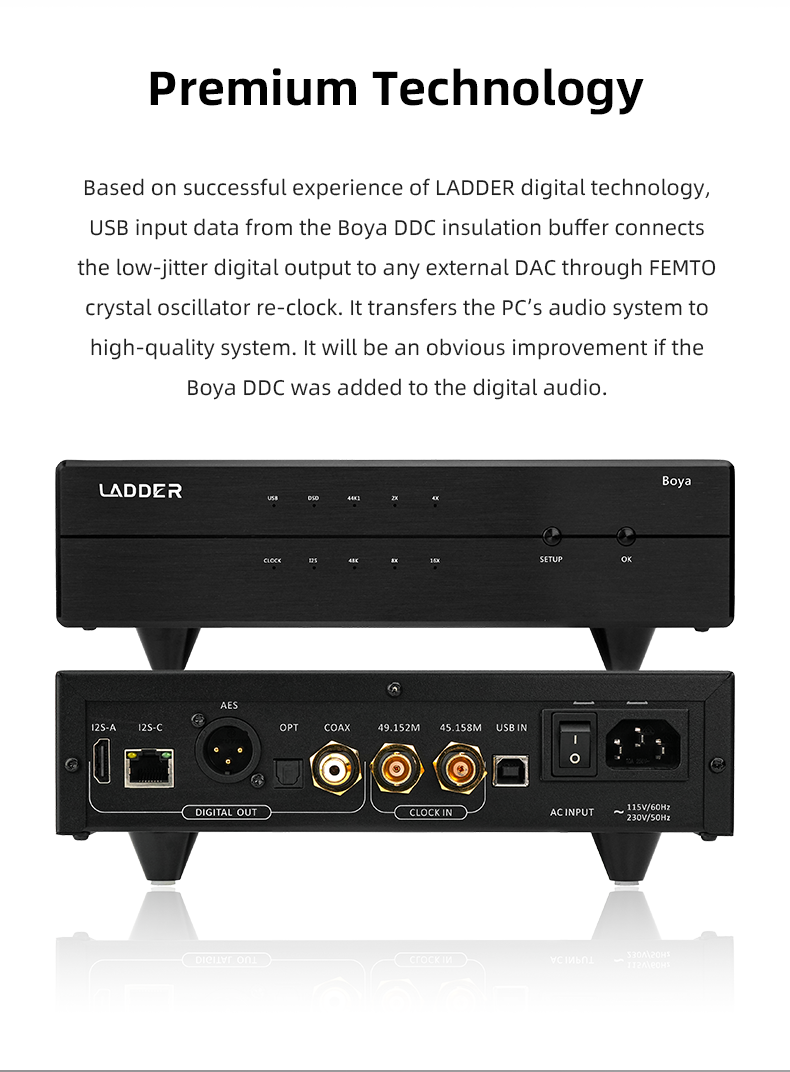 Premium Technology
Based on successful experience of LADDER digital technology,
USB input data from the Boya DDC insulation buffer connects
the low-jitter digital output to any external DAC through FEMTO
crystal oscillator re-clock. It transfers the PC’s audio system to
high-quality system. It will be an obvious improvement if the
Boya DDC was added to the digital audio.
LADDER
Boya
USB DSD 44K1 2X 4X
CLOCK I2S 48K 8X 16X
SETUP OK
AES
I2S-A I2S-C OPT COAX 49.152M 45.158M USB IN
DIGITAL OUT CLOCK IN AC INPUT ~ 115V/60Hz
230V/50Hz